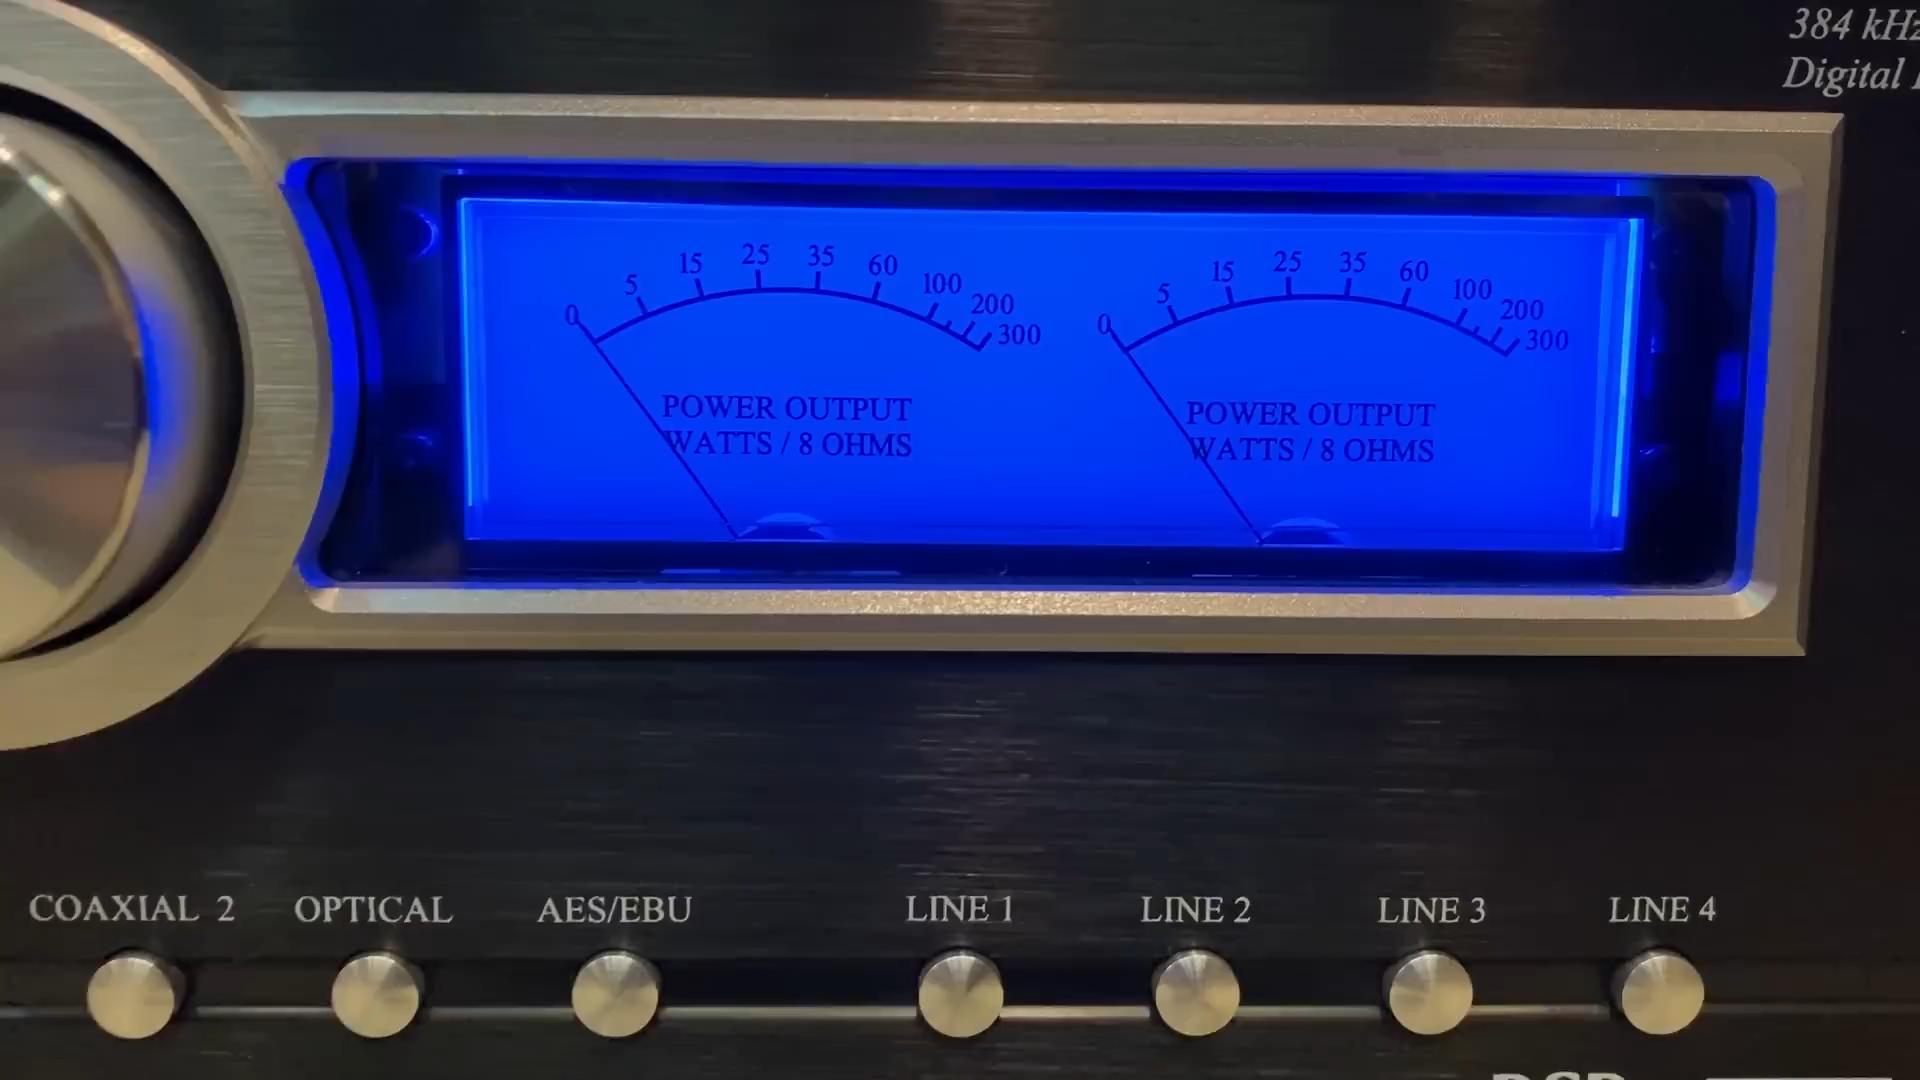 384 kHz
Digital
0 5 15 25 35 60 100 200 300
0 5 15 25 35 60 100 200 300
POWER OUTPUT
WATTS / 8 OHMS
POWER OUTPUT
WATTS / 8 OHMS
COAXIAL 2 OPTICAL AES/EBU LINE 1 LINE 2 LINE 3 LINE 4